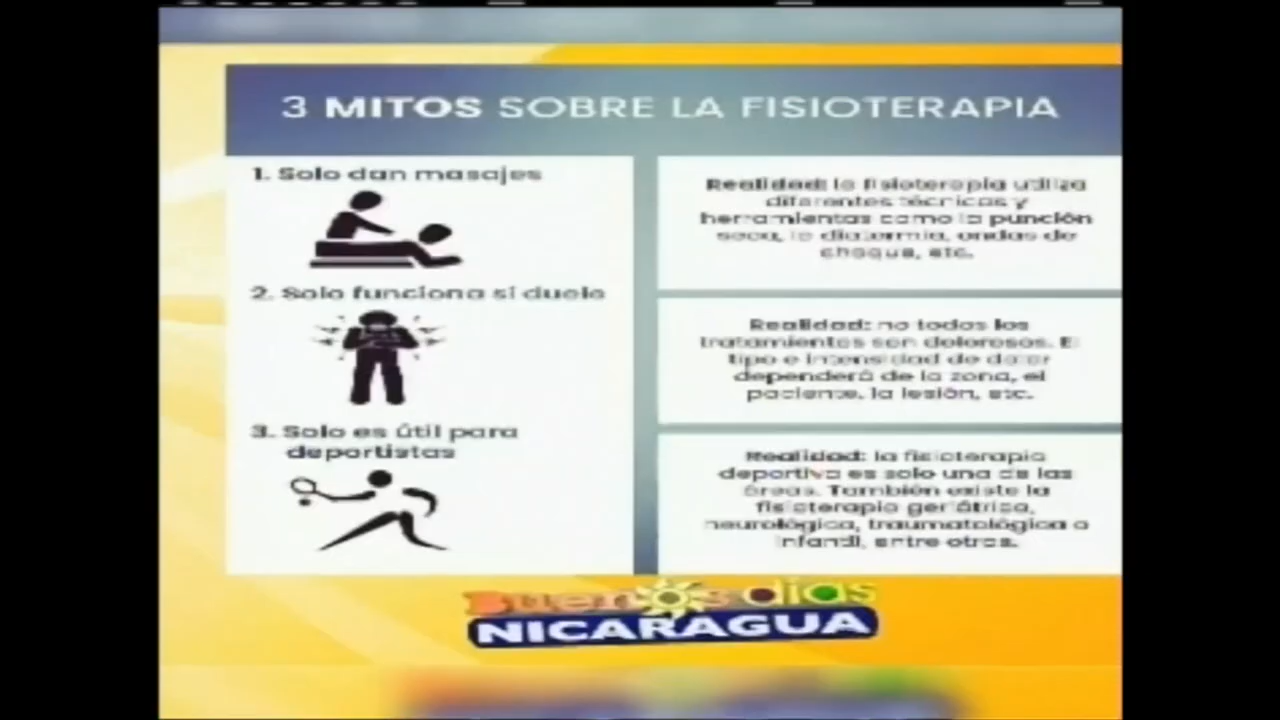 3 MITOS SOBRE LA FISIOTERAPIA
1. Solo dan masajes
Realidad: la fisioterapia utiliza
diferentes técnicas y
herramientas como la punción
seca, la diatermia, ondas de
choque, etc.
2. Solo funciona si duele
Realidad: no todos los
tratamientos son dolorosos. El
tipo e intensidad de dolor
dependerá de la zona, el
paciente, la lesión, etc.
3. Solo es útil para
deportistas
Realidad: la fisioterapia
deportiva es solo una de las
áreas. También existe la
fisioterapia geriátrica,
neurológica, traumatológica o
infantil, entre otras.
Buenos días
NICARAGUA